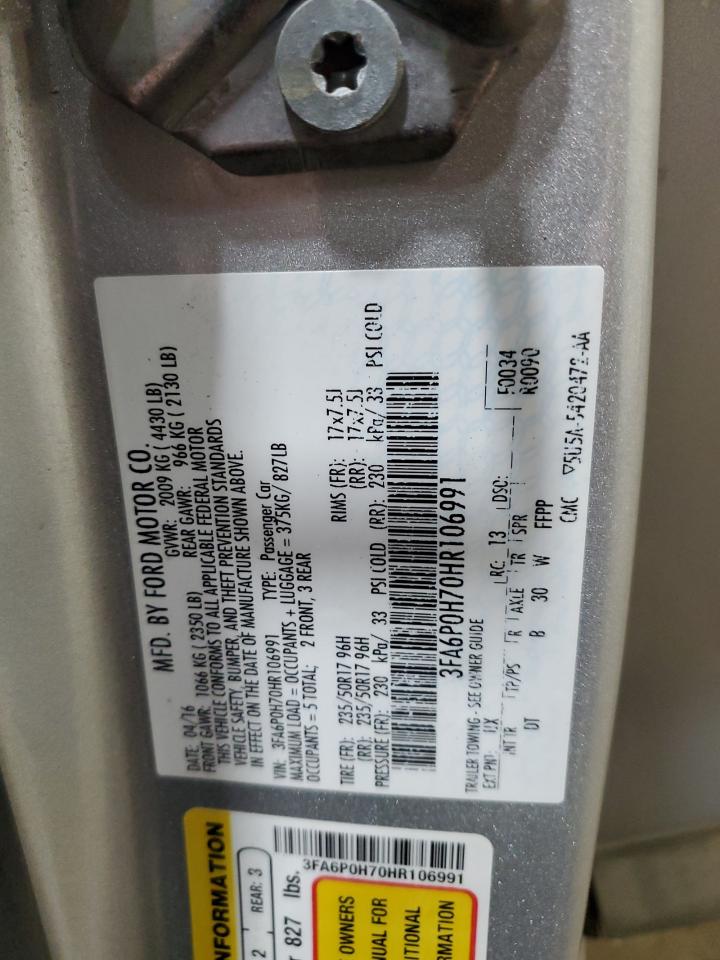 MFD. BY FORD MOTOR CO.
DATE: 04/16 GVWR: 2009 KG ( 4430 LB)
FRONT GAWR: 1066 KG ( 2350 LB) REAR GAWR: 966 KG ( 2130 LB)
THIS VEHICLE CONFORMS TO ALL APPLICABLE FEDERAL MOTOR
VEHICLE SAFETY, BUMPER, AND THEFT PREVENTION STANDARDS
IN EFFECT ON THE DATE OF MANUFACTURE SHOWN ABOVE.
VIN: 3FA6P0H70HR106991 TYPE: Passenger Car
MAXIMUM LOAD = OCCUPANTS + LUGGAGE = 375KG/ 827LB
OCCUPANTS = 5 TOTAL; 2 FRONT, 3 REAR
TIRE (FR): 235/50R17 96H RIMS (FR): 17x7.5J
(RR): 235/50R17 96H (RR): 17x7.5J
PRESSURE (FR): 230 kPa/ 33 PSI COLD (RR): 230 kPa/ 33 PSI COLD
3FA6P0H70HR106991
TRAILER TOWING - SEE OWNER GUIDE
LRC: 13 DSO: F0034
EXT PNT: UX R0090
INT TR TP/PS R AXLE TR SPR
DT B 30 W FFPP
CMC
3FA6P0H70HR106991
NFORMATION
2 REAR: 3
827 lbs.
OWNERS
NUAL FOR
ITIONAL
RMATION